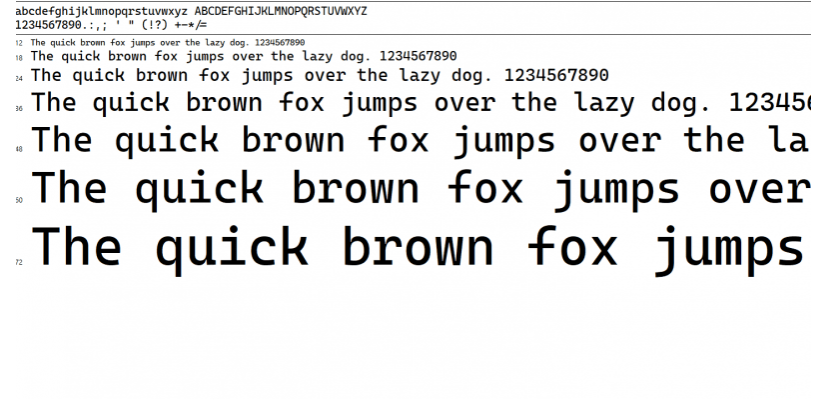 abcdefghijklmnopqrstuvwxyz ABCDEFGHIJKLMNOPQRSTUVWXYZ
1234567890.:,; ' " (!?) +-*/=
12 The quick brown fox jumps over the lazy dog. 1234567890
18 The quick brown fox jumps over the lazy dog. 1234567890
24 The quick brown fox jumps over the lazy dog. 1234567890
36 The quick brown fox jumps over the lazy dog. 123456
48 The quick brown fox jumps over the la
60 The quick brown fox jumps over
72 The quick brown fox jumps